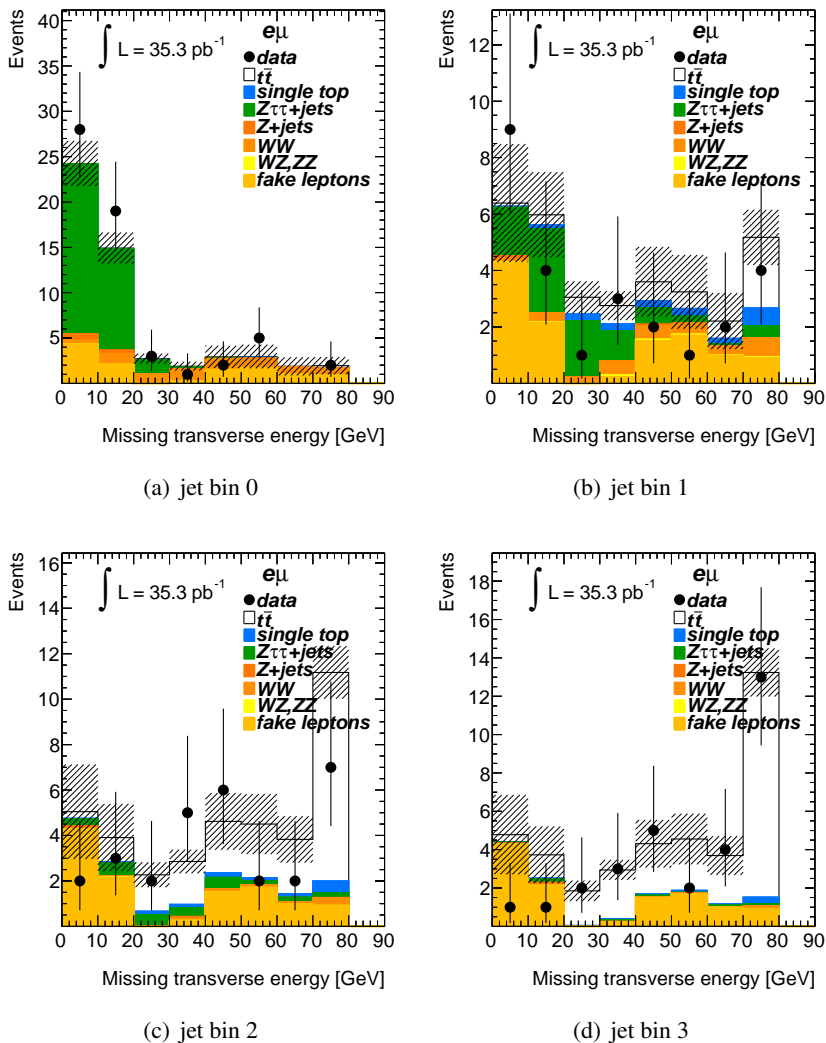 Events
40
35
30
25
20
15
10
5
∫ L = 35.3 pb⁻¹
eμ
data
tt̄
single top
Zττ+jets
Z+jets
WW
WZ,ZZ
fake leptons
0 10 20 30 40 50 60 70 80 90
Missing transverse energy [GeV]
(a) jet bin 0
Events
12
10
8
6
4
2
∫ L = 35.3 pb⁻¹
eμ
data
tt̄
single top
Zττ+jets
Z+jets
WW
WZ,ZZ
fake leptons
0 10 20 30 40 50 60 70 80 90
Missing transverse energy [GeV]
(b) jet bin 1
Events
16
14
12
10
8
6
4
2
∫ L = 35.3 pb⁻¹
eμ
data
tt̄
single top
Zττ+jets
Z+jets
WW
WZ,ZZ
fake leptons
0 10 20 30 40 50 60 70 80 90
Missing transverse energy [GeV]
(c) jet bin 2
Events
18
16
14
12
10
8
6
4
2
∫ L = 35.3 pb⁻¹
eμ
data
tt̄
single top
Zττ+jets
Z+jets
WW
WZ,ZZ
fake leptons
0 10 20 30 40 50 60 70 80 90
Missing transverse energy [GeV]
(d) jet bin 3